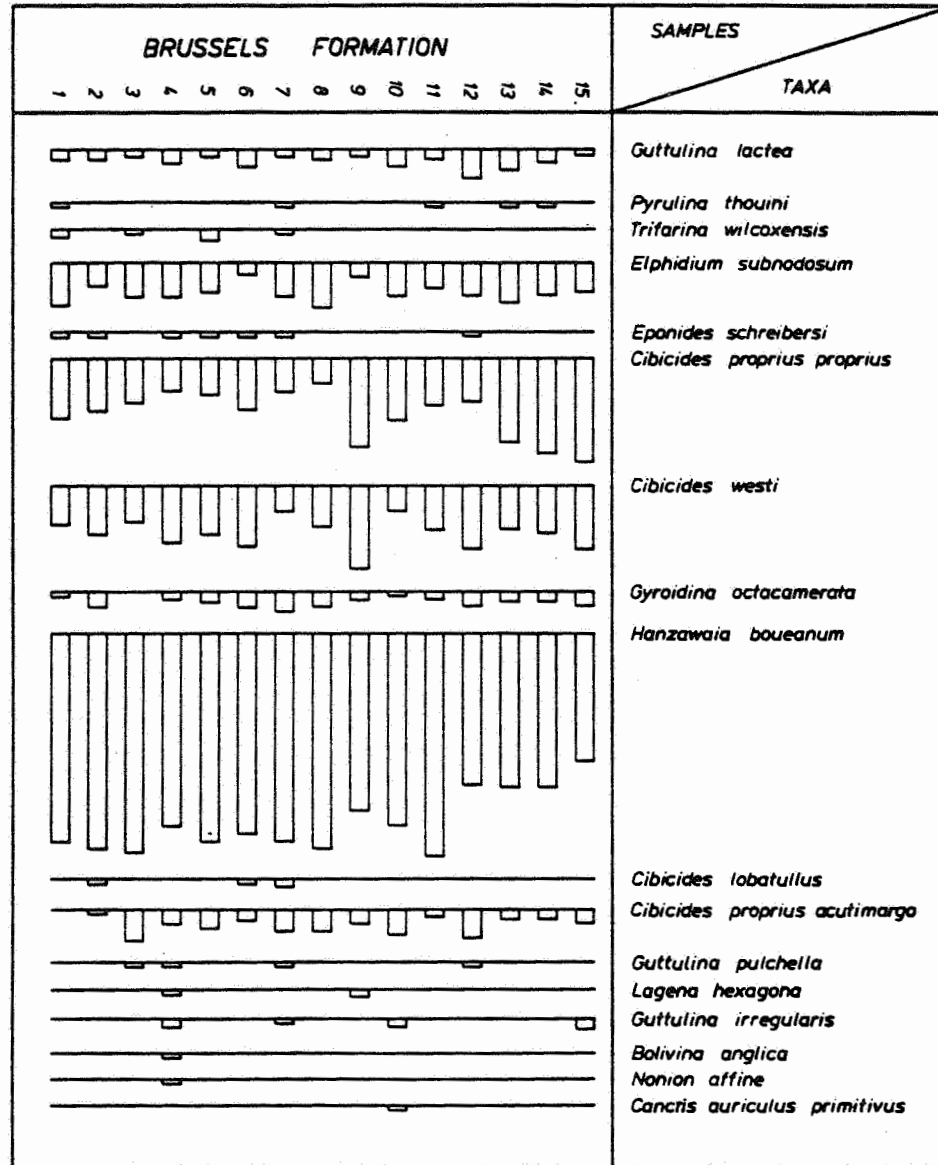 BRUSSELS FORMATION
SAMPLES
TAXA
1 2 3 4 5 6 7 8 9 10 11 12 13 14 15.
Guttulina lactea
Pyrulina thouini
Trifarina wilcoxensis
Elphidium subnodosum
Eponides schreibersi
Cibicides proprius proprius
Cibicides westi
Gyroidina octacamerata
Hanzawaia boueanum
Cibicides lobatullus
Cibicides proprius acutimargo
Guttulina pulchella
Lagena hexagona
Guttulina irregularis
Bolivina anglica
Nonion affine
Cancris auriculus primitivus